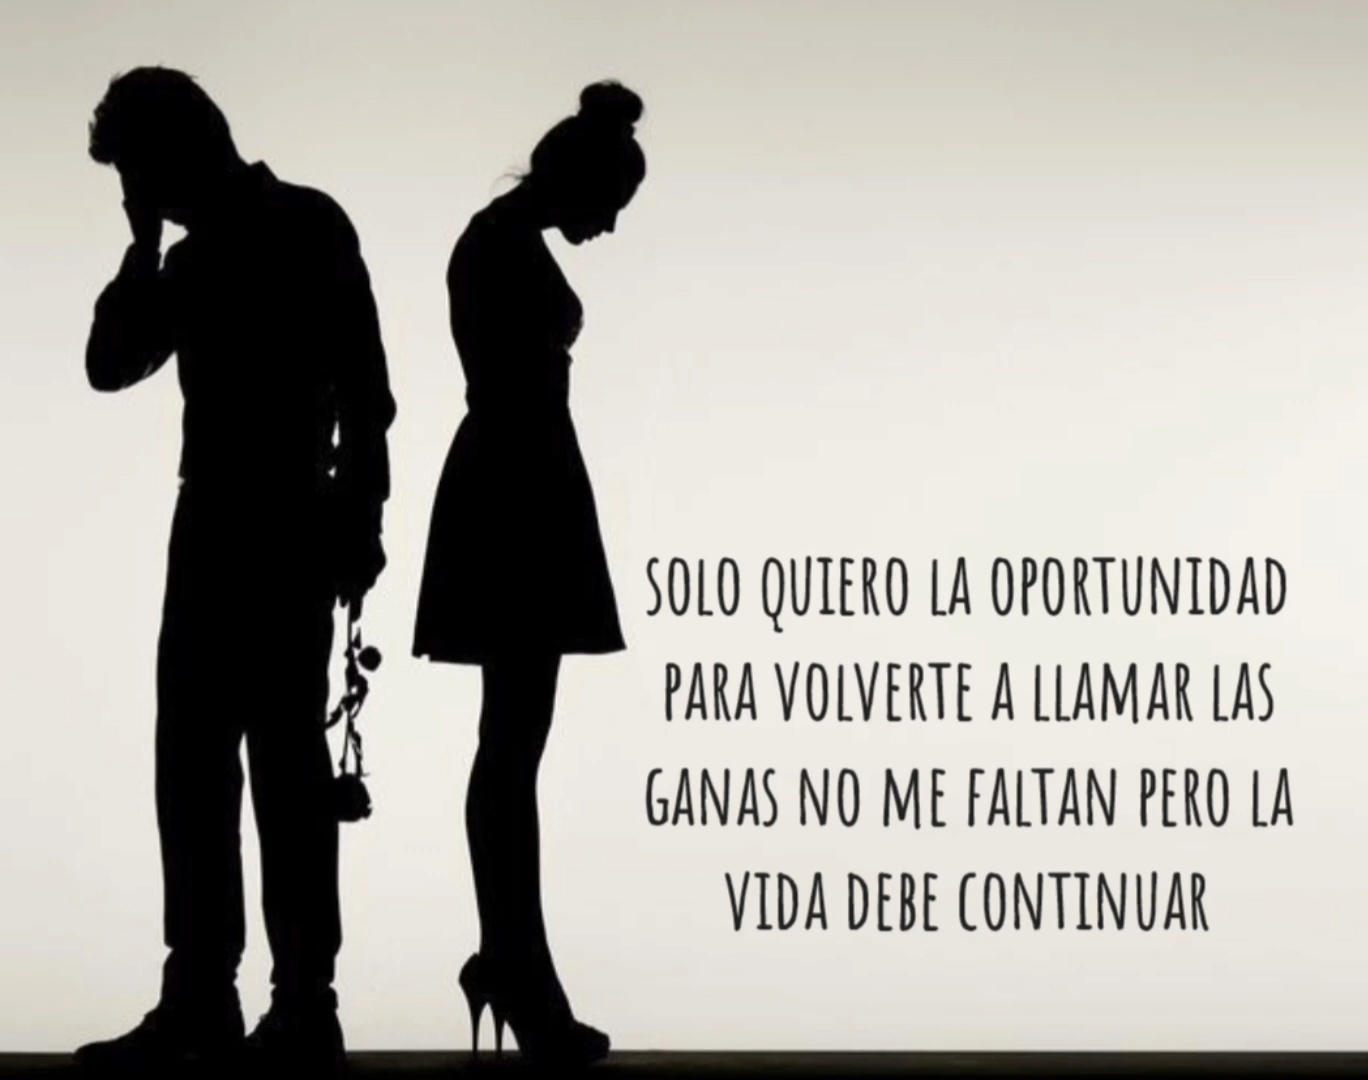 SOLO QUIERO LA OPORTUNIDAD
PARA VOLVERTE A LLAMAR LAS
GANAS NO ME FALTAN PERO LA
VIDA DEBE CONTINUAR